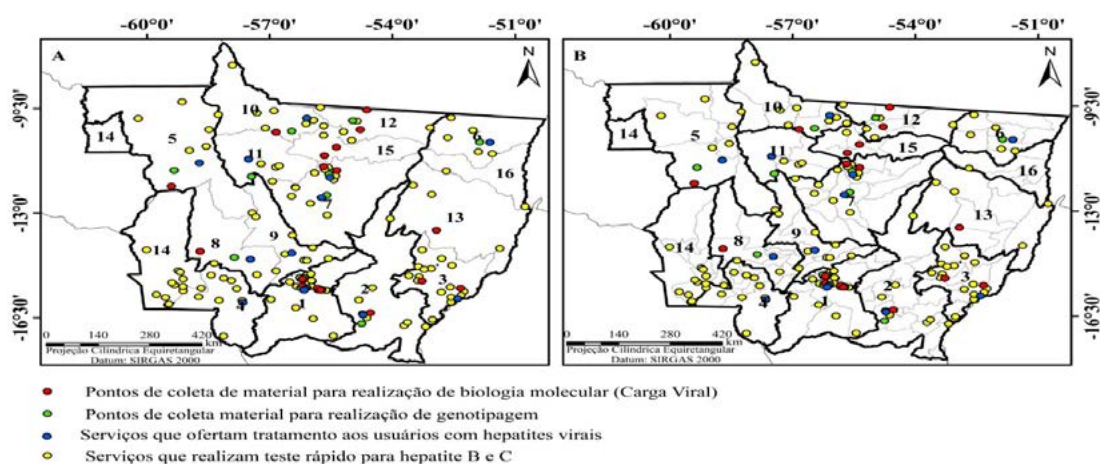 -60°0' -57°0' -54°0' -51°0' -60°0' -57°0' -54°0' -51°0'
A N B N
-9°30' -9°30'
10 12 10 12
14 5 14 5
11 15 11 15
16 16
-13°0' -13°0'
7 13 7 13
14 8 9 14 8 9
2 3 2 3
4 1 4 1
-16°30' -16°30'
0 140 280 420 0 140 280 420
km km
Projeção Cilíndrica Equiretangular Projeção Cilíndrica Equiretangular
Datum: SIRGAS 2000 Datum: SIRGAS 2000
Pontos de coleta de material para realização de biologia molecular (Carga Viral)
Pontos de coleta material para realização de genotipagem
Serviços que ofertam tratamento aos usuários com hepatites virais
Serviços que realizam teste rápido para hepatite B e C